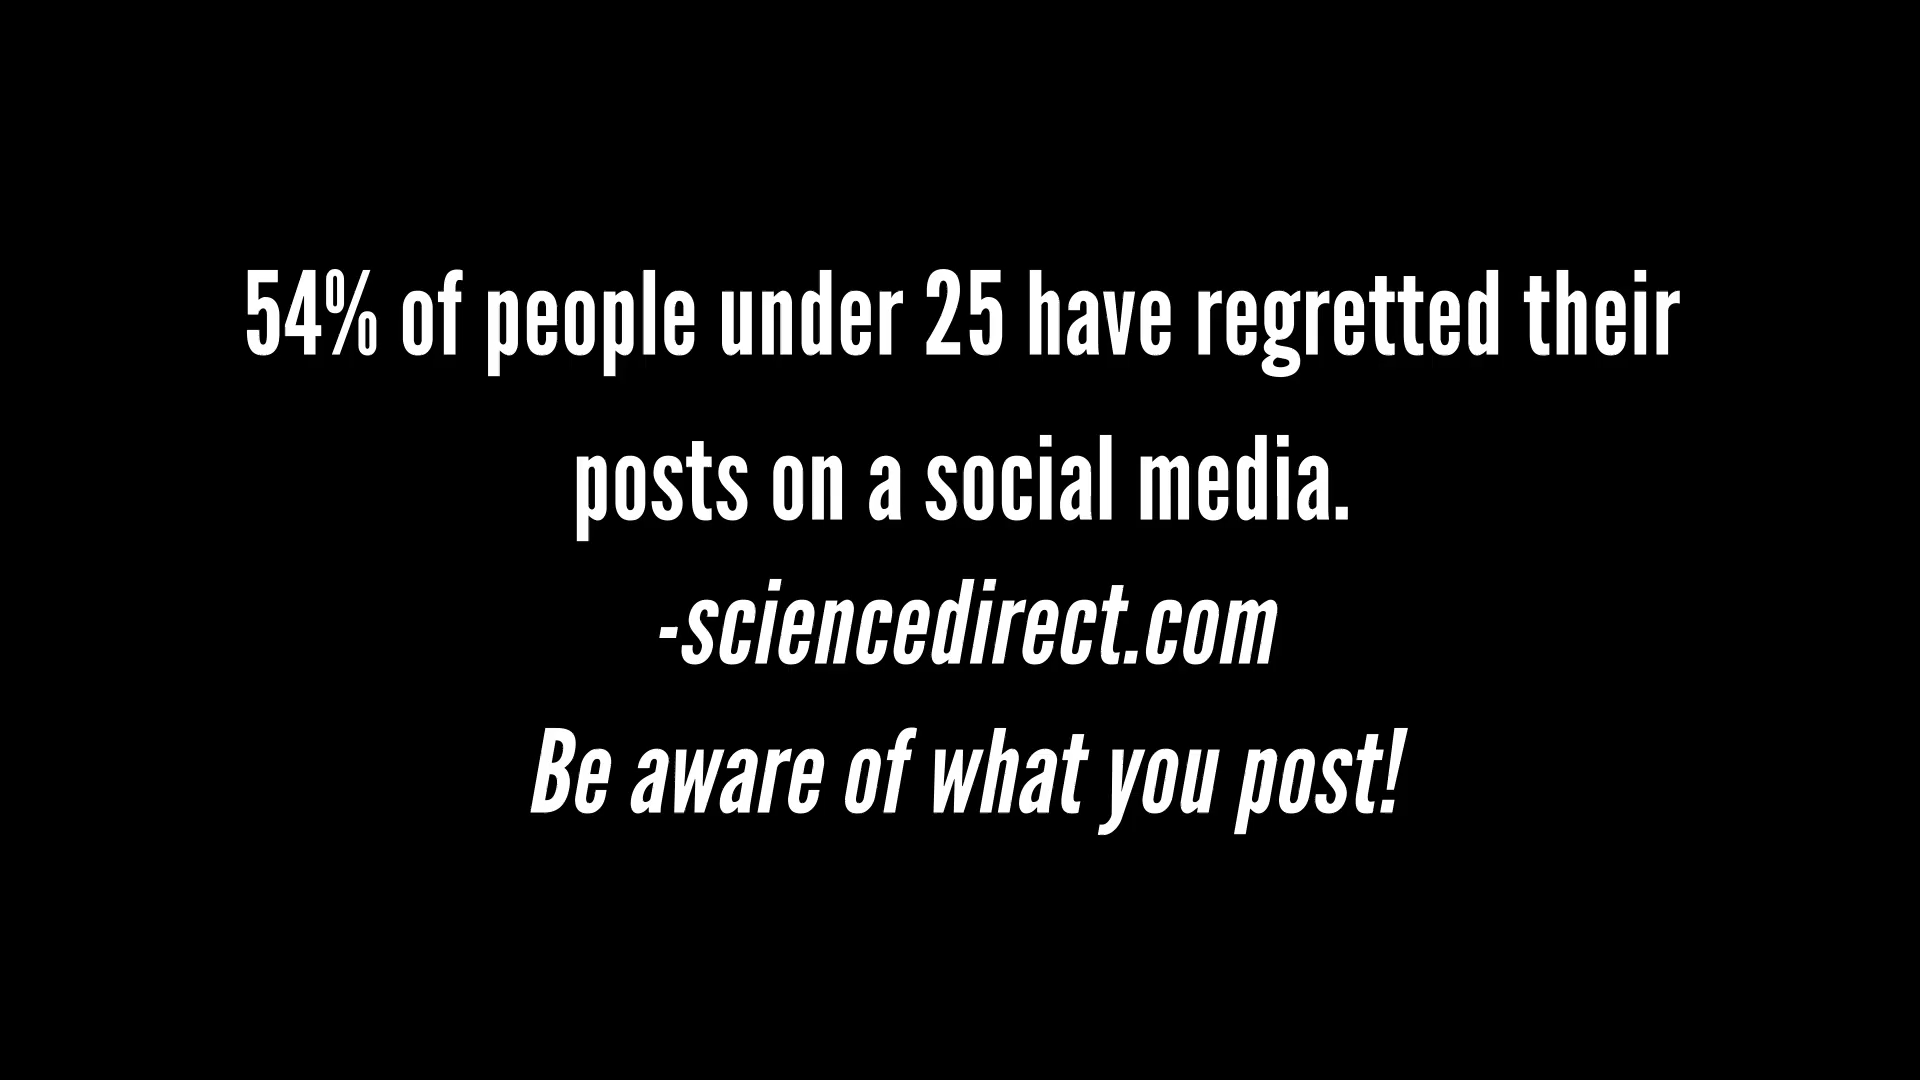 54% of people under 25 have regretted their
posts on a social media.
-sciencedirect.com
Be aware of what you post!